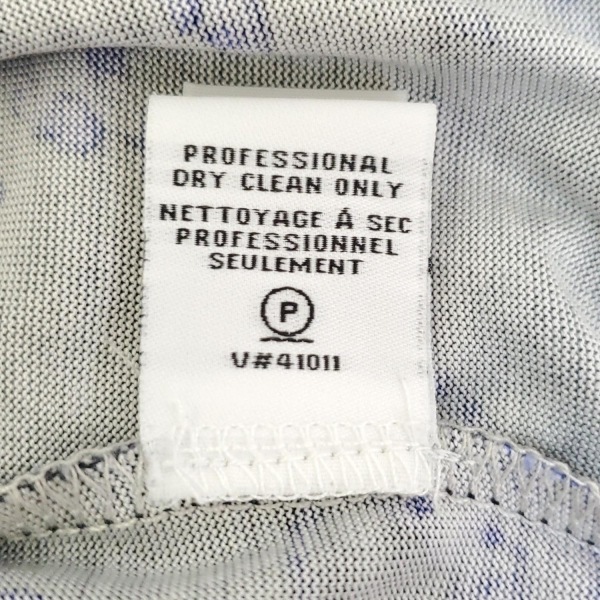 PROFESSIONAL
DRY CLEAN ONLY
NETTOYAGE Á SEC
PROFESSIONNEL
SEULEMENT
P
V#41011